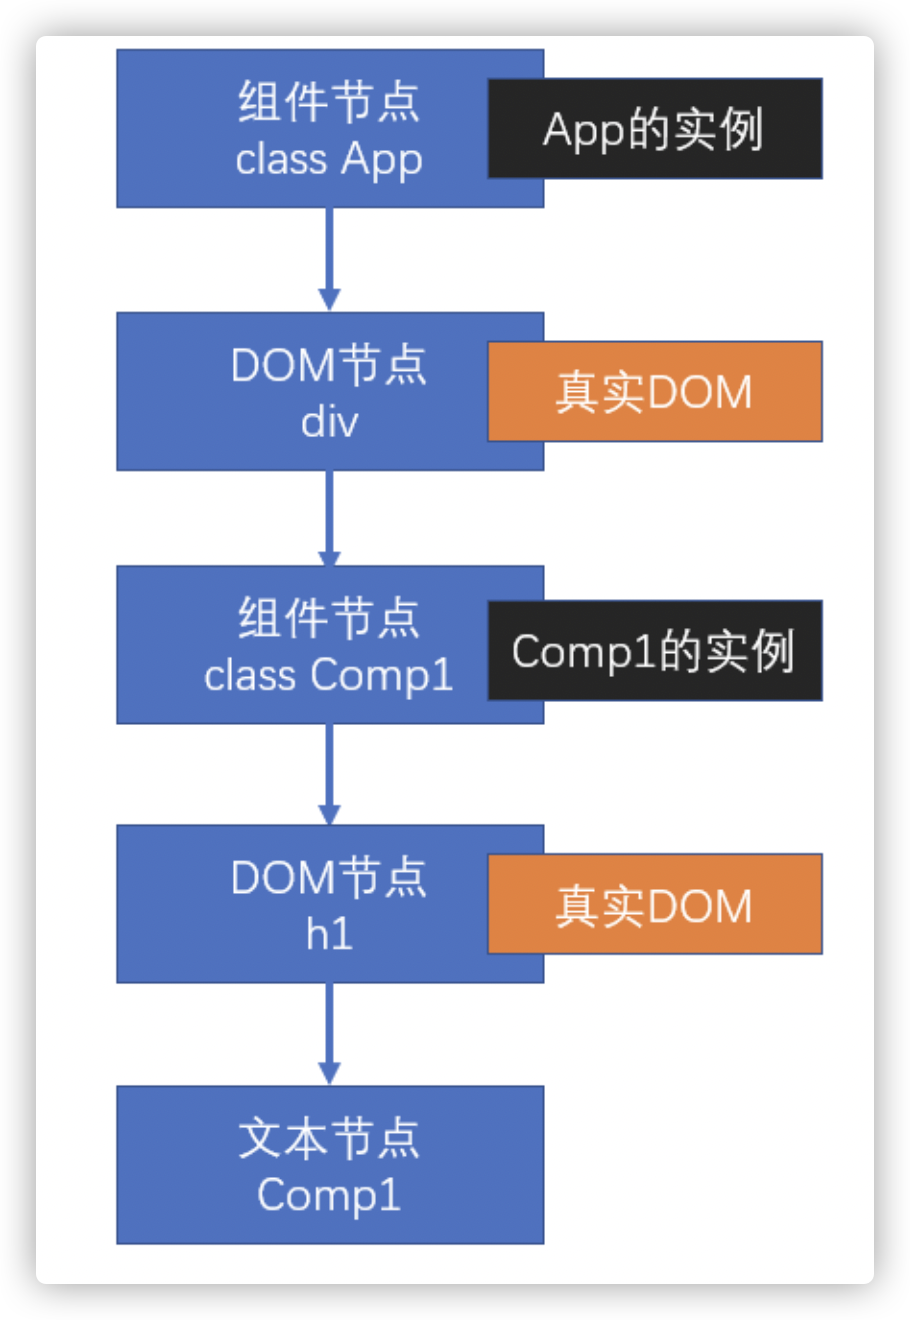 组件节点
class App
App的实例
DOM节点
div
真实DOM
组件节点
class Comp1
Comp1的实例
DOM节点
h1
真实DOM
文本节点
Comp1